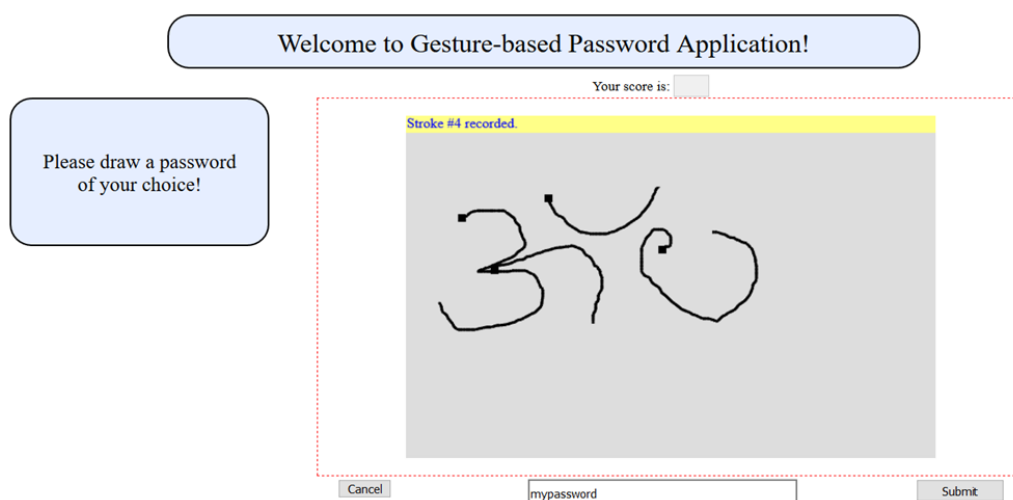 Welcome to Gesture-based Password Application!
Your score is:
Please draw a password
of your choice!
Stroke #4 recorded.
Cancel
mypassword
Submit